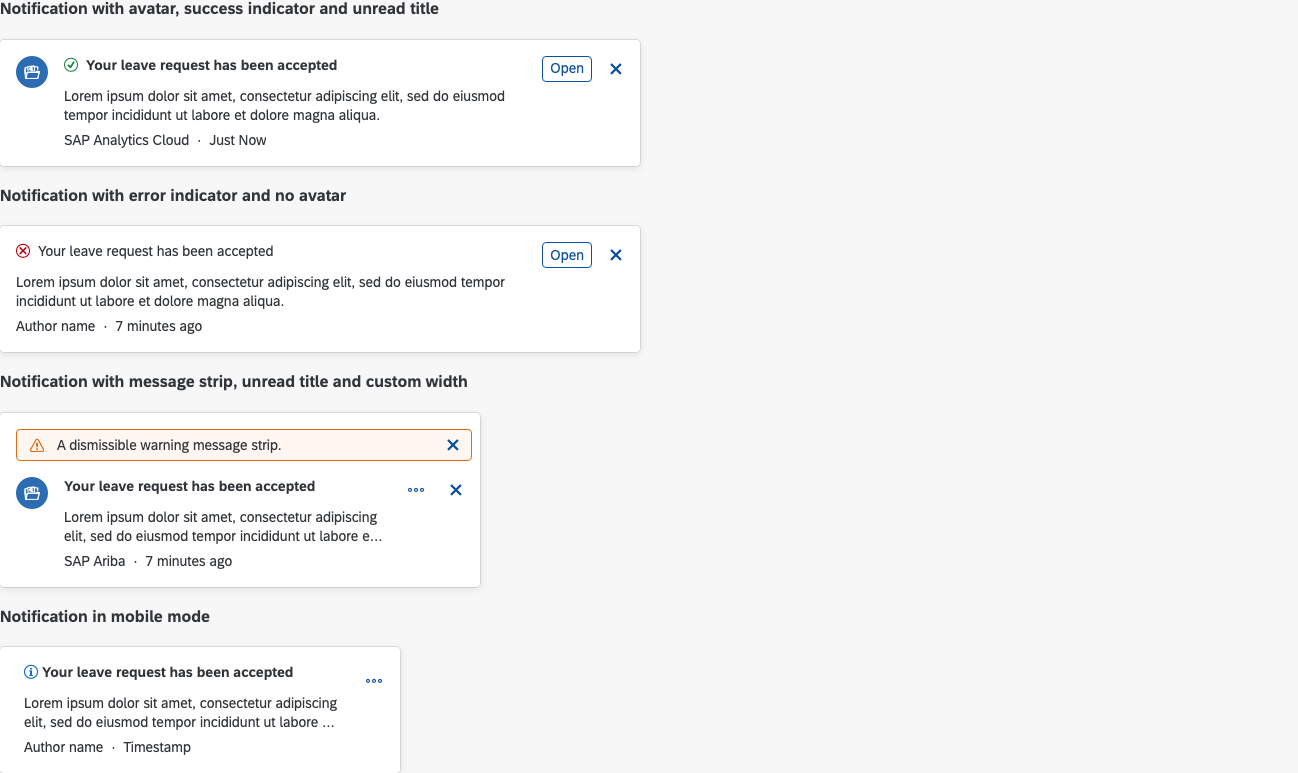 Notification with avatar, success indicator and unread title
Your leave request has been accepted
Open
Lorem ipsum dolor sit amet, consectetur adipiscing elit, sed do eiusmod
tempor incididunt ut labore et dolore magna aliqua.
SAP Analytics Cloud · Just Now
Notification with error indicator and no avatar
Your leave request has been accepted
Open
Lorem ipsum dolor sit amet, consectetur adipiscing elit, sed do eiusmod tempor
incididunt ut labore et dolore magna aliqua.
Author name · 7 minutes ago
Notification with message strip, unread title and custom width
A dismissible warning message strip.
Your leave request has been accepted
Lorem ipsum dolor sit amet, consectetur adipiscing
elit, sed do eiusmod tempor incididunt ut labore e...
SAP Ariba · 7 minutes ago
Notification in mobile mode
Your leave request has been accepted
Lorem ipsum dolor sit amet, consectetur adipiscing
elit, sed do eiusmod tempor incididunt ut labore ...
Author name · Timestamp